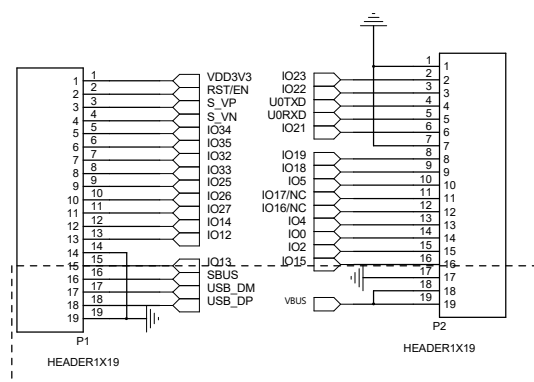 1 1 VDD3V3
2 2 RST/EN
3 3 S_VP
4 4 S_VN
5 5 IO34
6 6 IO35
7 7 IO32
8 8 IO33
9 9 IO25
10 10 IO26
11 11 IO27
12 12 IO14
13 13 IO12
14 14
15 15 IO13
16 16 SBUS
17 17 USB_DM
18 18 USB_DP
19 19
P1
HEADER1X19
1 1
IO23 2 2
IO22 3 3
U0TXD 4 4
U0RXD 5 5
IO21 6 6
7 7
IO19 8 8
IO18 9 9
IO5 10 10
IO17/NC 11 11
IO16/NC 12 12
IO4 13 13
IO0 14 14
IO2 15 15
IO15 16 16
17 17
18 18
VBUS 19 19
P2
HEADER1X19